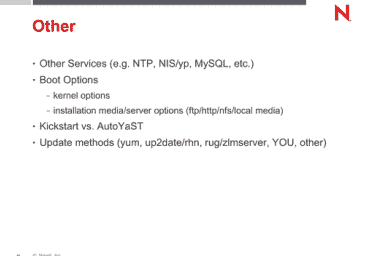 Other
N
• Other Services (e.g. NTP, NIS/yp, MySQL, etc.)
• Boot Options
– kernel options
– installation media/server options (ftp/http/nfs/local media)
• Kickstart vs. AutoYaST
• Update methods (yum, up2date/rhn, rug/zlmserver, YOU, other)
© Novell, Inc.